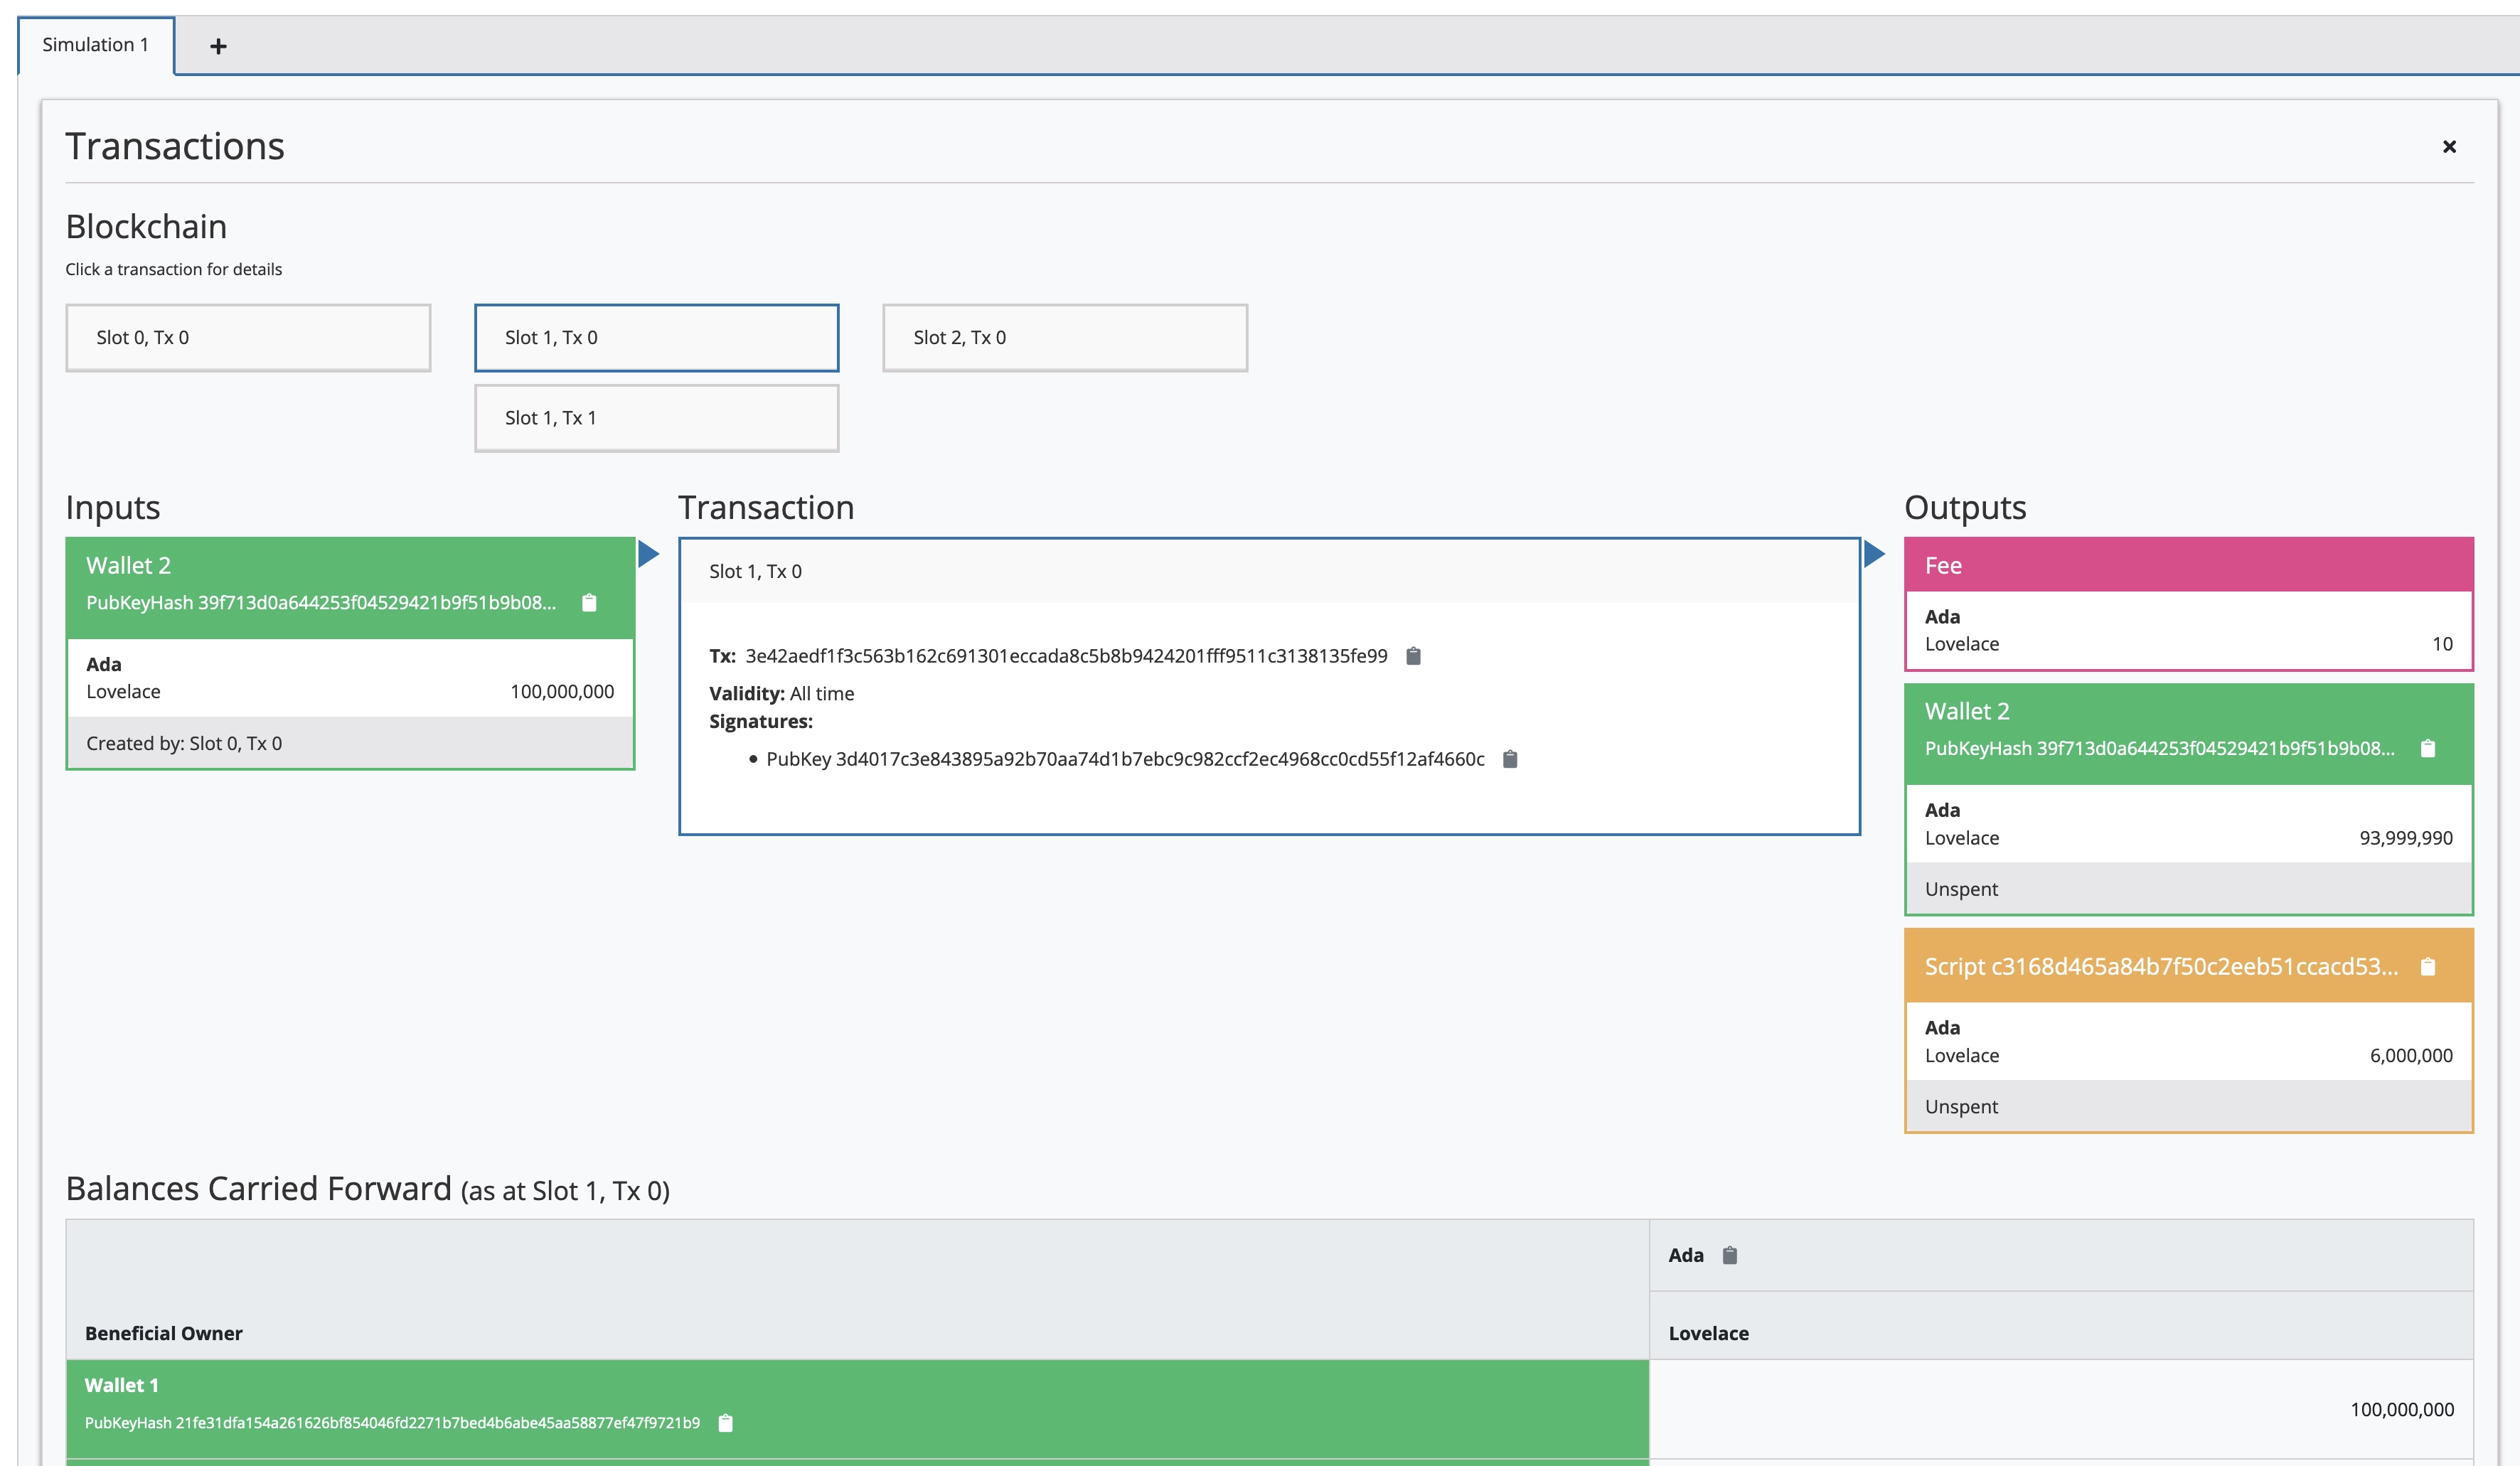 Simulation 1
+
Transactions
Blockchain
Click a transaction for details
Slot 0, Tx 0
Slot 1, Tx 0
Slot 2, Tx 0
Slot 1, Tx 1
Inputs
Wallet 2
PubKeyHash 39f713d0a644253f04529421b9f51b9b08...
Ada
Lovelace 100,000,000
Created by: Slot 0, Tx 0
Transaction
Slot 1, Tx 0
Tx: 3e42aedf1f3c563b162c691301eccada8c5b8b9424201fff9511c3138135fe99
Validity: All time
Signatures:
• PubKey 3d4017c3e843895a92b70aa74d1b7ebc9c982ccf2ec4968cc0cd55f12af4660c
Outputs
Fee
Ada
Lovelace 10
Wallet 2
PubKeyHash 39f713d0a644253f04529421b9f51b9b08...
Ada
Lovelace 93,999,990
Unspent
Script c3168d465a84b7f50c2eeb51ccacd53...
Ada
Lovelace 6,000,000
Unspent
Balances Carried Forward (as at Slot 1, Tx 0)
Ada
Beneficial Owner Lovelace
Wallet 1
PubKeyHash 21fe31dfa154a261626bf854046fd2271b7bed4b6abe45aa58877ef47f9721b9
100,000,000